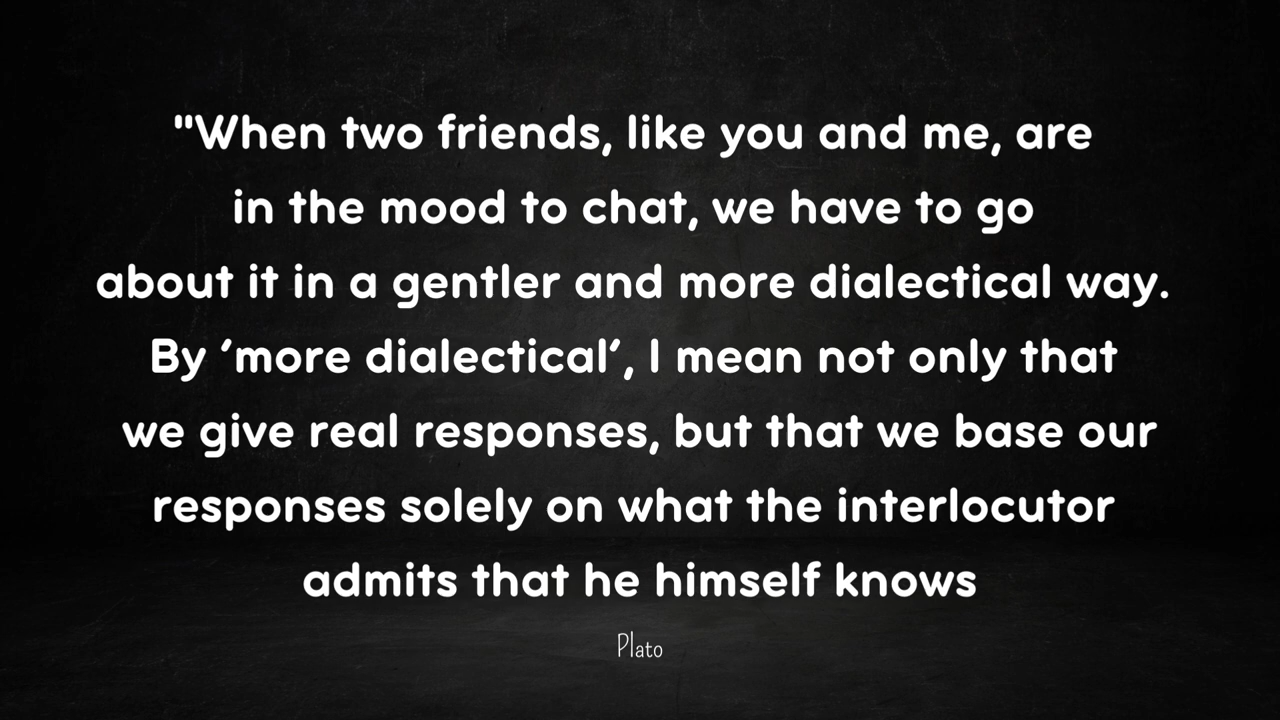 "When two friends, like you and me, are
in the mood to chat, we have to go
about it in a gentler and more dialectical way.
By ‘more dialectical’, I mean not only that
we give real responses, but that we base our
responses solely on what the interlocutor
admits that he himself knows
Plato